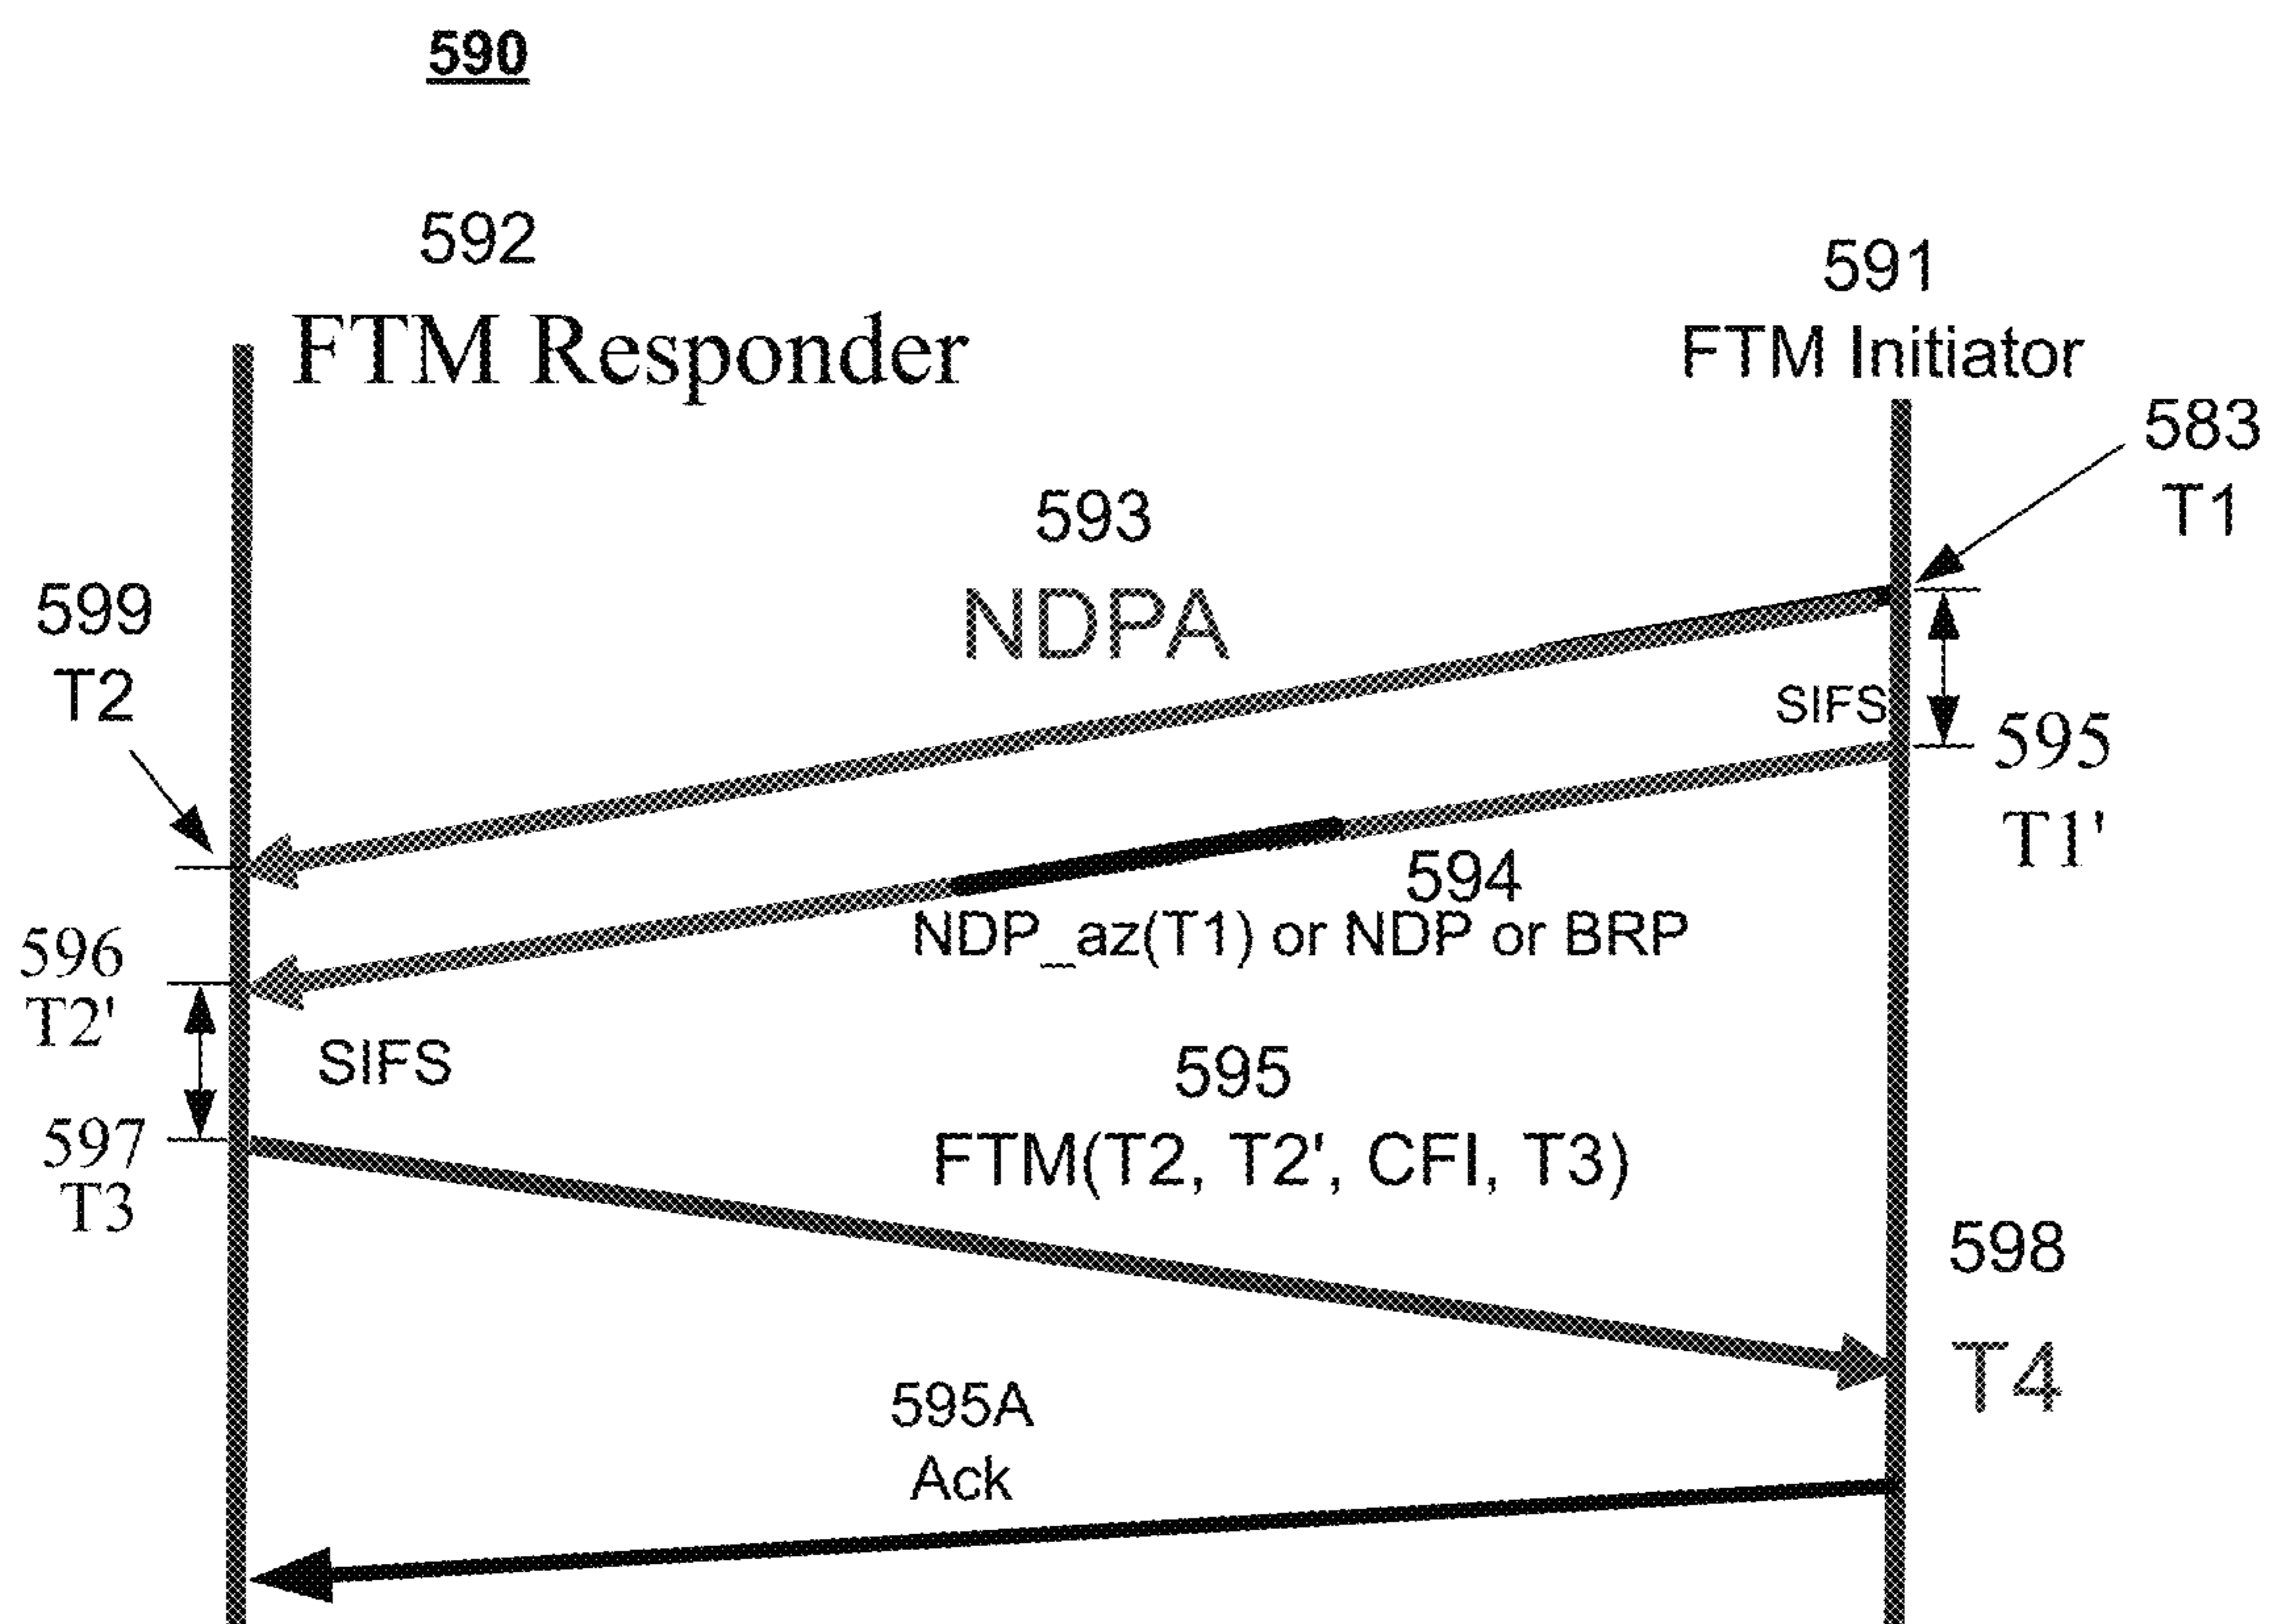 590
592
FTM Responder
591
FTM Initiator
583
T1
593
NDPA
599
T2
SIFS
595
T1'
594
NDP_az(T1) or NDP or BRP
596
T2'
SIFS
595
FTM(T2, T2', CFI, T3)
597
T3
598
T4
595A
Ack